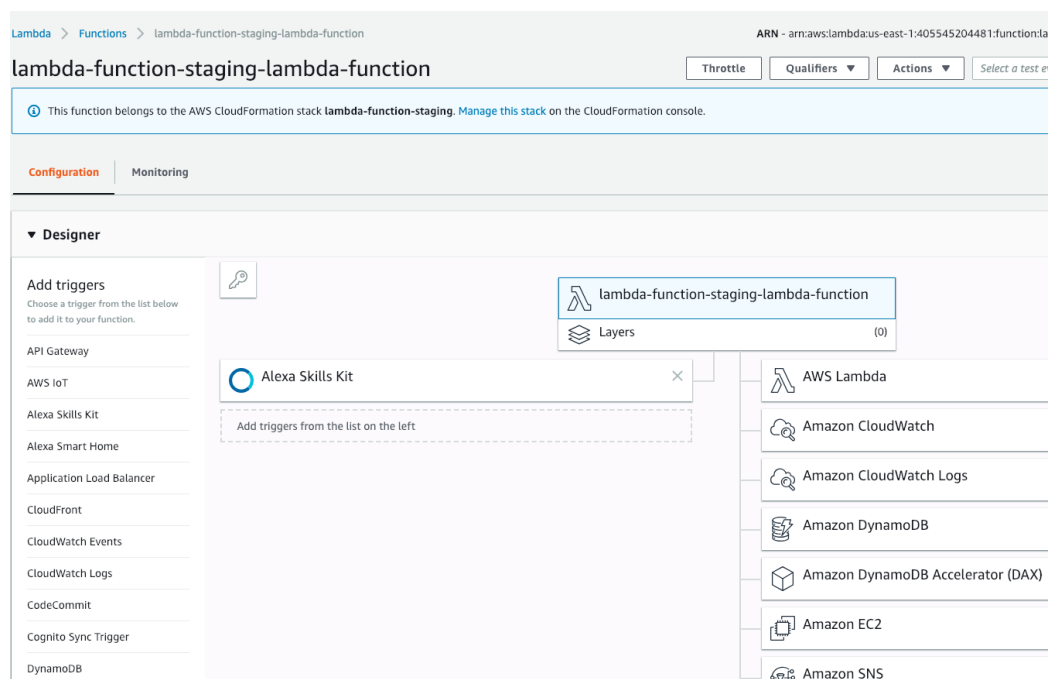 Lambda > Functions > lambda-function-staging-lambda-function
ARN - arn:aws:lambda:us-east-1:405545204481:function:la
lambda-function-staging-lambda-function
Throttle
Qualifiers
Actions
Select a test ev
This function belongs to the AWS CloudFormation stack lambda-function-staging. Manage this stack on the CloudFormation console.
Configuration
Monitoring
Designer
Add triggers
Choose a trigger from the list below
to add it to your function.
API Gateway
AWS IoT
Alexa Skills Kit
Alexa Smart Home
Application Load Balancer
CloudFront
CloudWatch Events
CloudWatch Logs
CodeCommit
Cognito Sync Trigger
DynamoDB
lambda-function-staging-lambda-function
Layers
(0)
Alexa Skills Kit
Add triggers from the list on the left
AWS Lambda
Amazon CloudWatch
Amazon CloudWatch Logs
Amazon DynamoDB
Amazon DynamoDB Accelerator (DAX)
Amazon EC2
Amazon SNS